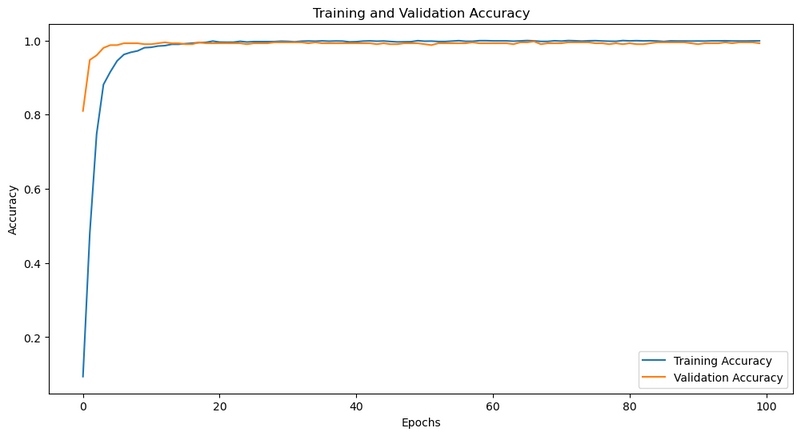 Training and Validation Accuracy
1.0
0.8
0.6
0.4
0.2
Accuracy
0 20 40 60 80 100
Epochs
Training Accuracy
Validation Accuracy